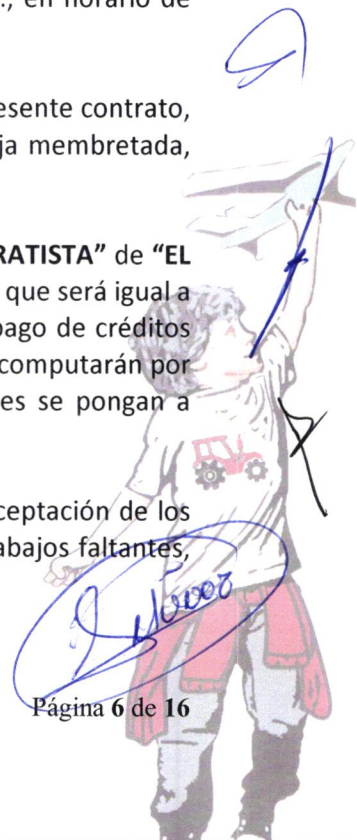 ., en horario de
esente contrato,
ja membretada,
RATISTA” de “EL
que será igual a
pago de créditos
computarán por
es se pongan a
ceptación de los
abajos faltantes,
Página 6 de 16